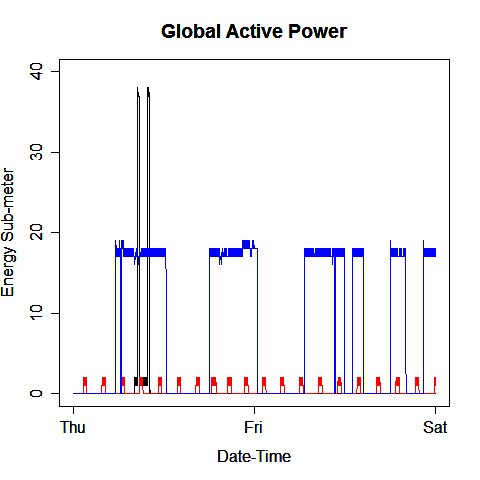 Global Active Power
Energy Sub-meter
40
30
20
10
0
Thu Fri Sat
Date-Time